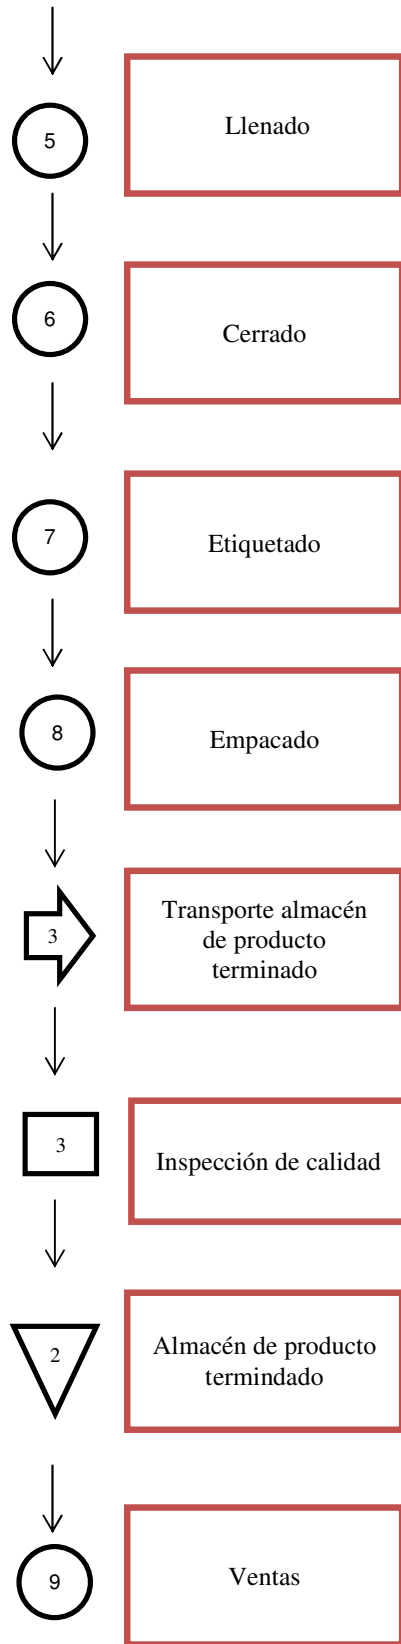 5
Llenado
6
Cerrado
7
Etiquetado
8
Empacado
3
Transporte almacén
de producto
terminado
3
Inspección de calidad
2
Almacén de producto
termindado
9
Ventas